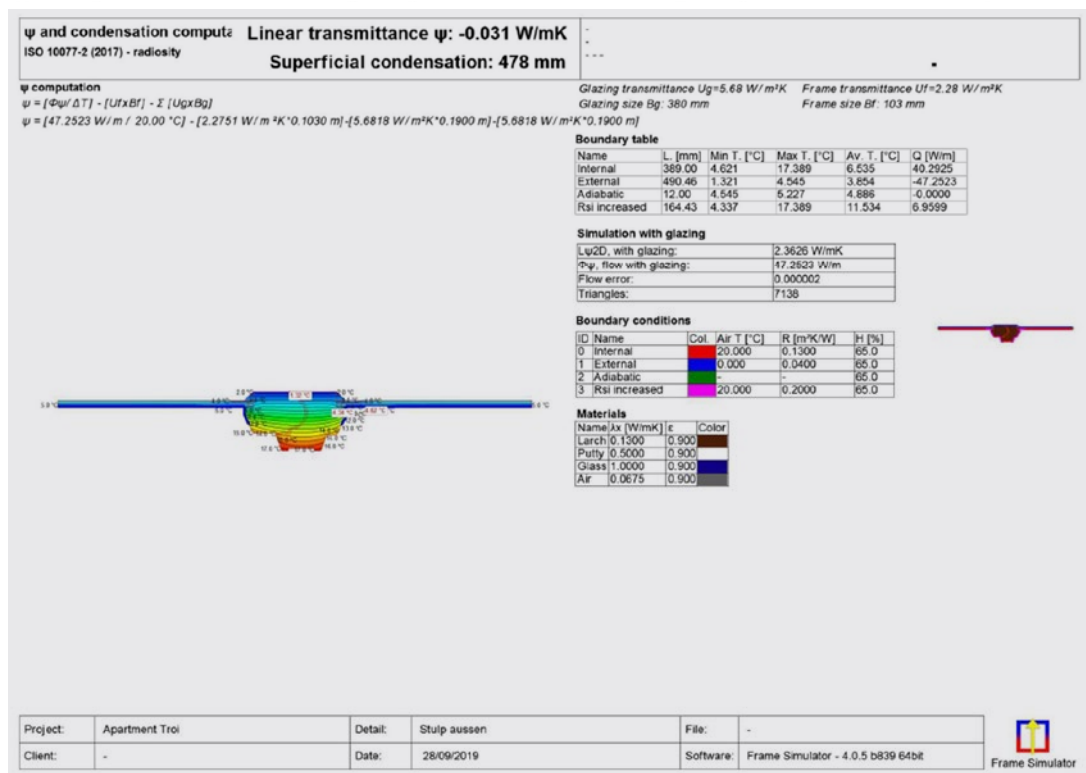 ψ and condensation computa
Linear transmittance ψ: -0.031 W/mK
ISO 10077-2 (2017) - radiosity
Superficial condensation: 478 mm
-
-
- - -
ψ computation
ψ = [Φψ/ ΔT] - [UfxBf] - Σ [UgxBg]
ψ = [47.2523 W/m / 20.00 °C] - [2.2751 W/m²K*0.1030 m]-[5.6818 W/m²K*0.1900 m]-[5.6818 W/m²K*0.1900 m]
Glazing transmittance Ug=5.68 W/m²K Frame transmittance Uf=2.28 W/m²K
Glazing size Bg: 380 mm Frame size Bf: 103 mm
Boundary table
Name L. [mm] Min T. [°C] Max T. [°C] Av. T. [°C] Q [W/m]
Internal 389.00 4.621 17.389 6.535 40.2925
External 490.46 1.321 4.545 3.854 -47.2523
Adiabatic 12.00 4.545 5.227 4.886 -0.0000
Rsi increased 164.43 4.337 17.389 11.534 6.9599
Simulation with glazing
Lψ2D, with glazing: 2.3626 W/mK
Φψ, flow with glazing: 47.2523 W/m
Flow error: 0.000002
Triangles: 7138
Boundary conditions
ID Name Col. Air T [°C] R [m²K/W] H [%]
0 Internal 20.000 0.1300 65.0
1 External 0.000 0.0400 65.0
2 Adiabatic - - 65.0
3 Rsi increased 20.000 0.2000 65.0
Materials
Name λx [W/mK] ε Color
Larch 0.1300 0.900
Putty 0.5000 0.900
Glass 1.0000 0.900
Air 0.0675 0.900
Project: Apartment Troi Detail: Stulp aussen File: -
Client: - Date: 28/09/2019 Software: Frame Simulator - 4.0.5 b839 64bit
Frame Simulator